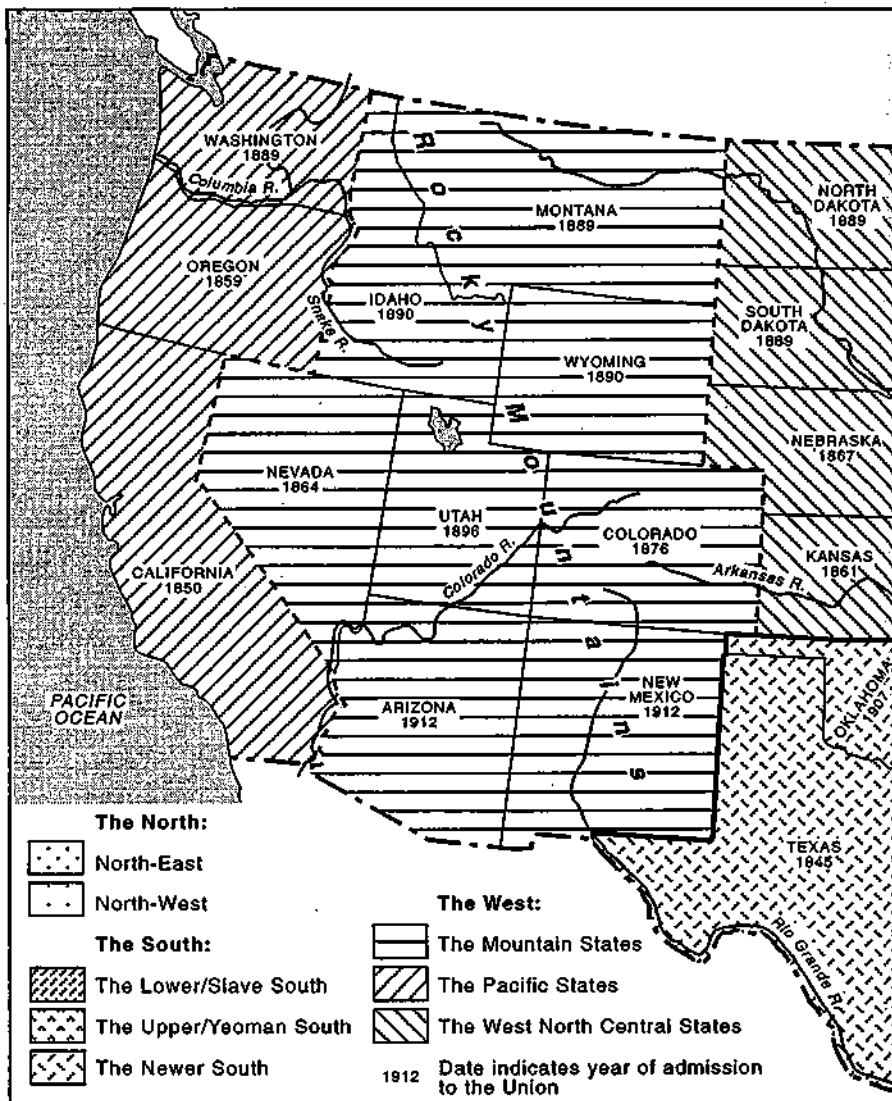 WASHINGTON
1889
Columbia R.
OREGON
1859
Snake R.
IDAHO
1890
MONTANA
1889
Rocky Mountains
WYOMING
1890
NORTH
DAKOTA
1889
SOUTH
DAKOTA
1889
NEBRASKA
1867
NEVADA
1864
UTAH
1896
Colorado R.
COLORADO
1876
Arkansas R.
KANSAS
1861
CALIFORNIA
1850
PACIFIC
OCEAN
ARIZONA
1912
NEW
MEXICO
1912
OKLAHOMA
1907
TEXAS
1845
Rio Grande R.
The North:
North-East
North-West
The South:
The Lower/Slave South
The Upper/Yeoman South
The Newer South
The West:
The Mountain States
The Pacific States
The West North Central States
1912 Date indicates year of admission
to the Union